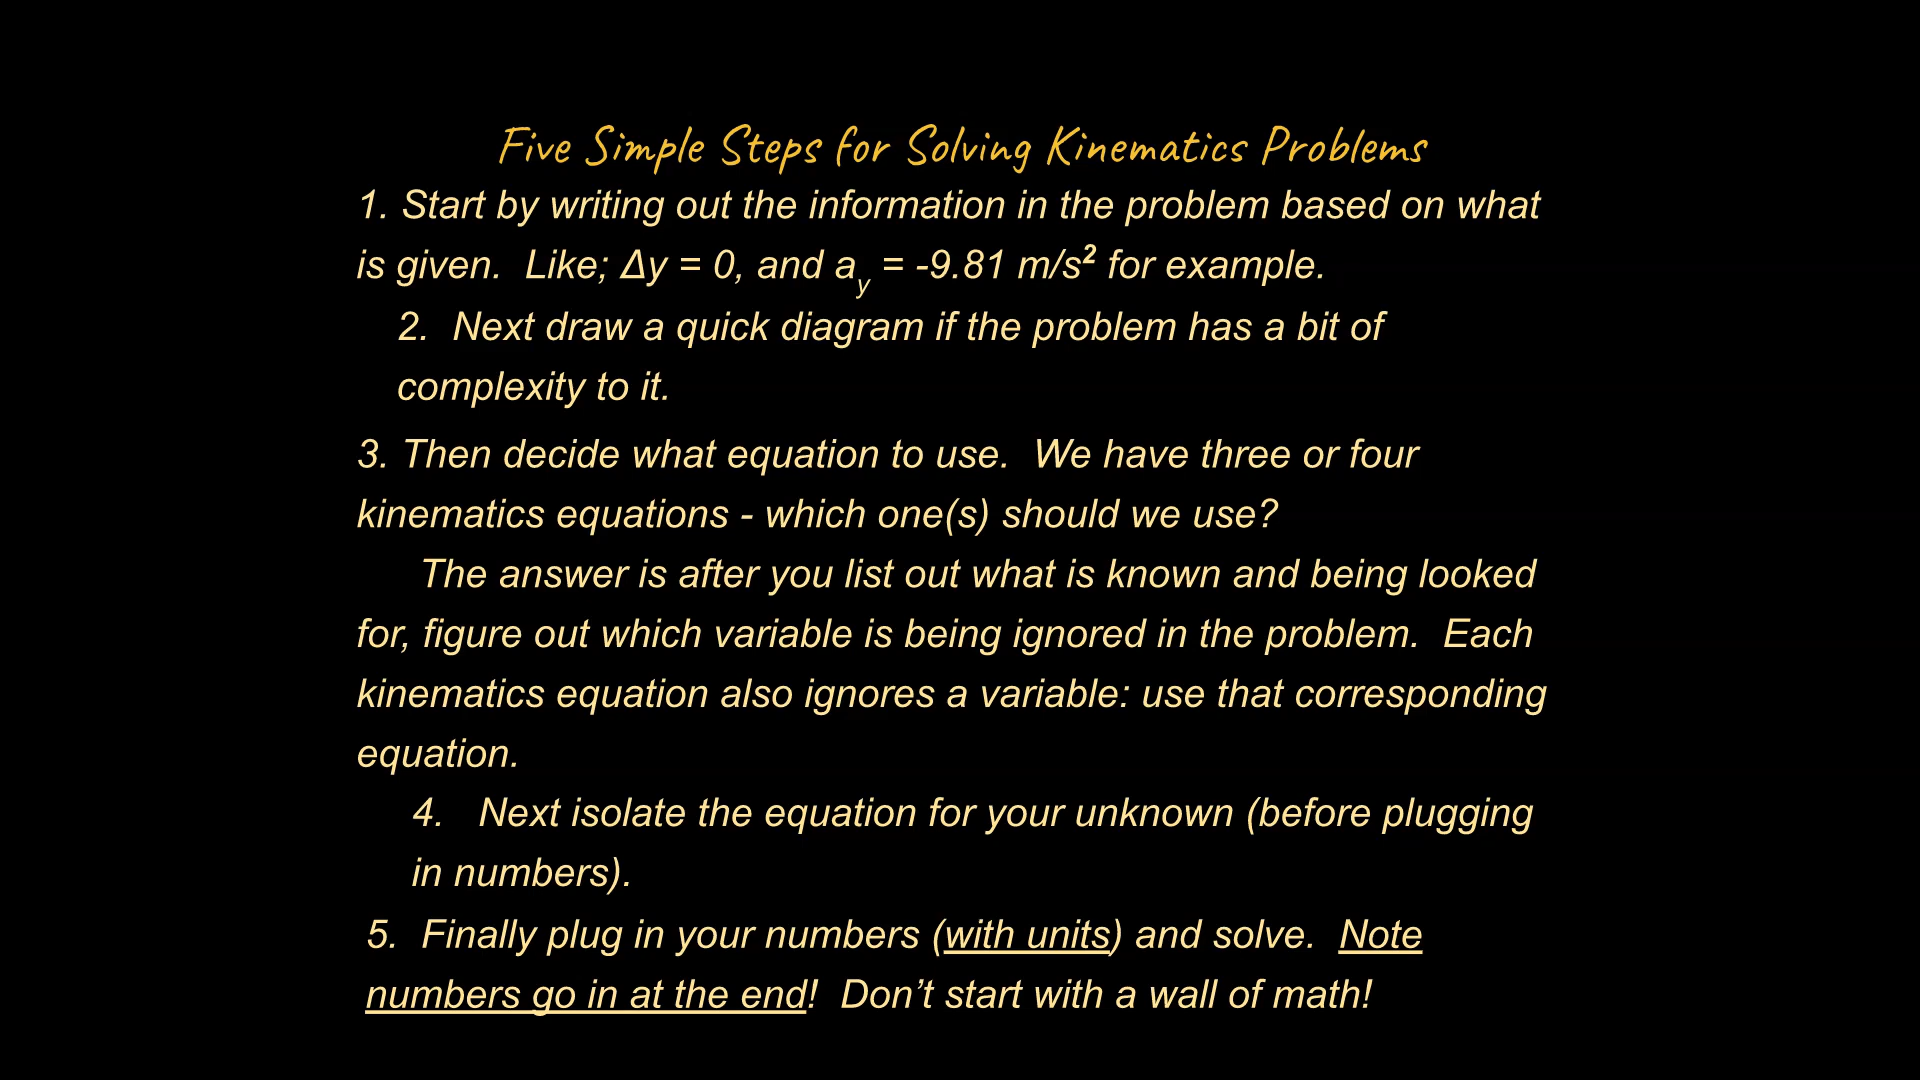 Five Simple Steps for Solving Kinematics Problems
1. Start by writing out the information in the problem based on what
is given.  Like; Δy = 0, and a_y = -9.81 m/s² for example.
2.  Next draw a quick diagram if the problem has a bit of
complexity to it.
3. Then decide what equation to use.  We have three or four
kinematics equations - which one(s) should we use?
The answer is after you list out what is known and being looked
for, figure out which variable is being ignored in the problem.  Each
kinematics equation also ignores a variable: use that corresponding
equation.
4.   Next isolate the equation for your unknown (before plugging
in numbers).
5.  Finally plug in your numbers (with units) and solve.  Note
numbers go in at the end!  Don’t start with a wall of math!